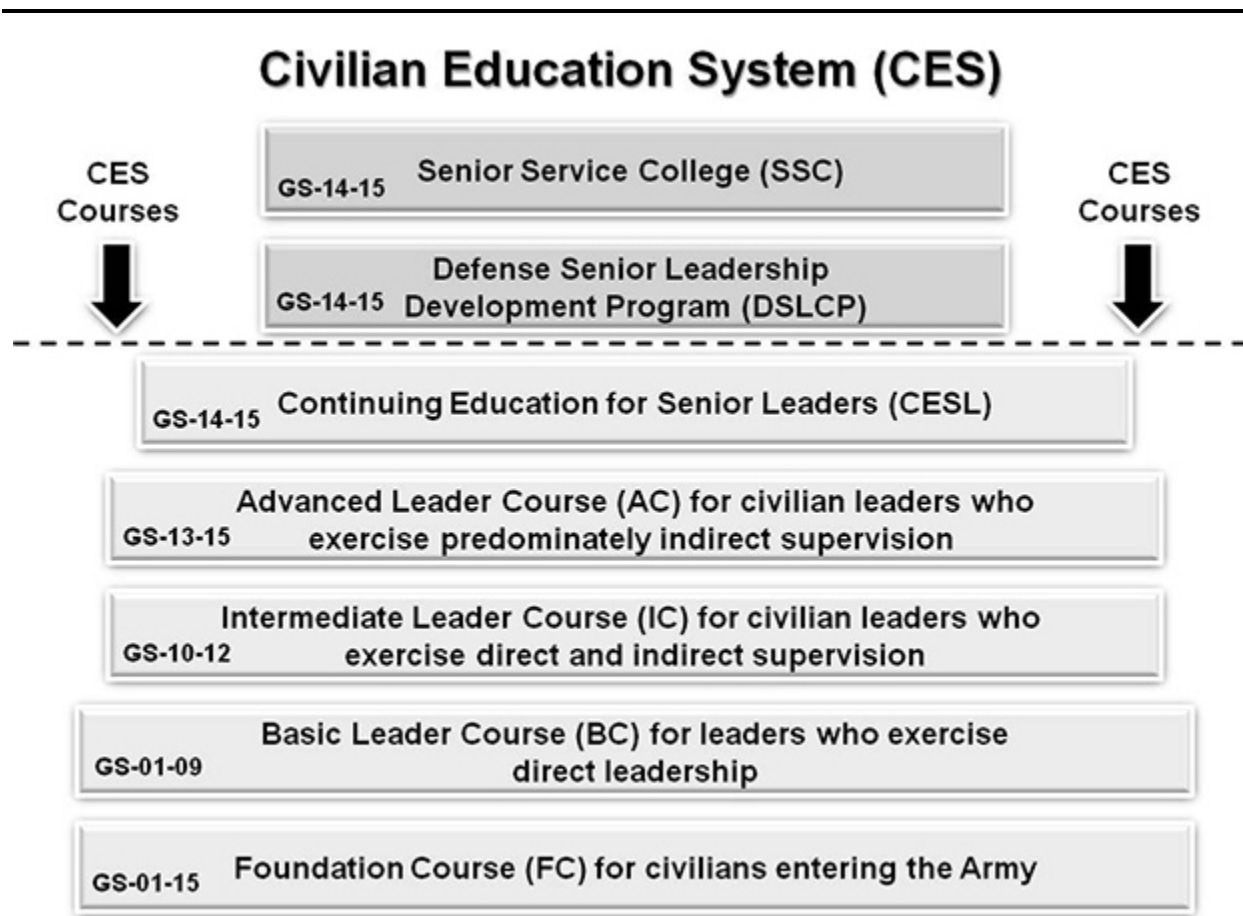 Civilian Education System (CES)
CES
Courses
CES
Courses
GS-14-15 Senior Service College (SSC)
Defense Senior Leadership
GS-14-15 Development Program (DSLCP)
GS-14-15 Continuing Education for Senior Leaders (CESL)
Advanced Leader Course (AC) for civilian leaders who
GS-13-15 exercise predominately indirect supervision
Intermediate Leader Course (IC) for civilian leaders who
GS-10-12 exercise direct and indirect supervision
Basic Leader Course (BC) for leaders who exercise
GS-01-09 direct leadership
GS-01-15 Foundation Course (FC) for civilians entering the Army